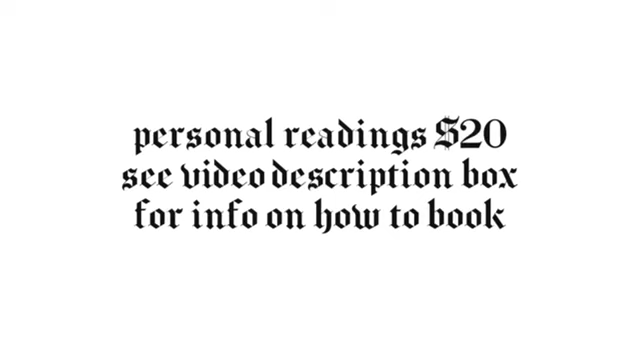 personal readings $20
see video description box
for info on how to book